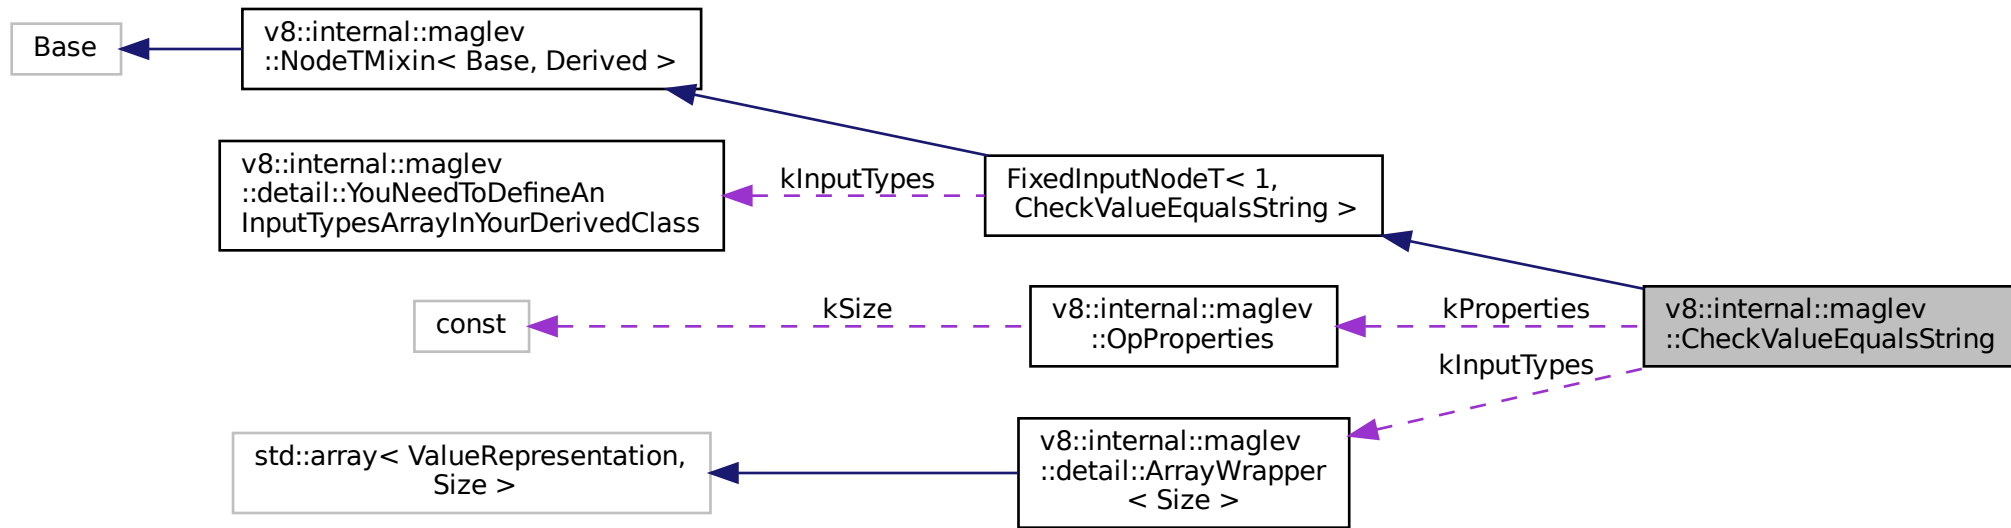 Base
v8::internal::maglev
::NodeTMixin< Base, Derived >
v8::internal::maglev
::detail::YouNeedToDefineAn
InputTypesArrayInYourDerivedClass
kInputTypes
FixedInputNodeT< 1,
CheckValueEqualsString >
const
kSize
v8::internal::maglev
::OpProperties
kProperties
v8::internal::maglev
::CheckValueEqualsString
kInputTypes
std::array< ValueRepresentation,
Size >
v8::internal::maglev
::detail::ArrayWrapper
< Size >